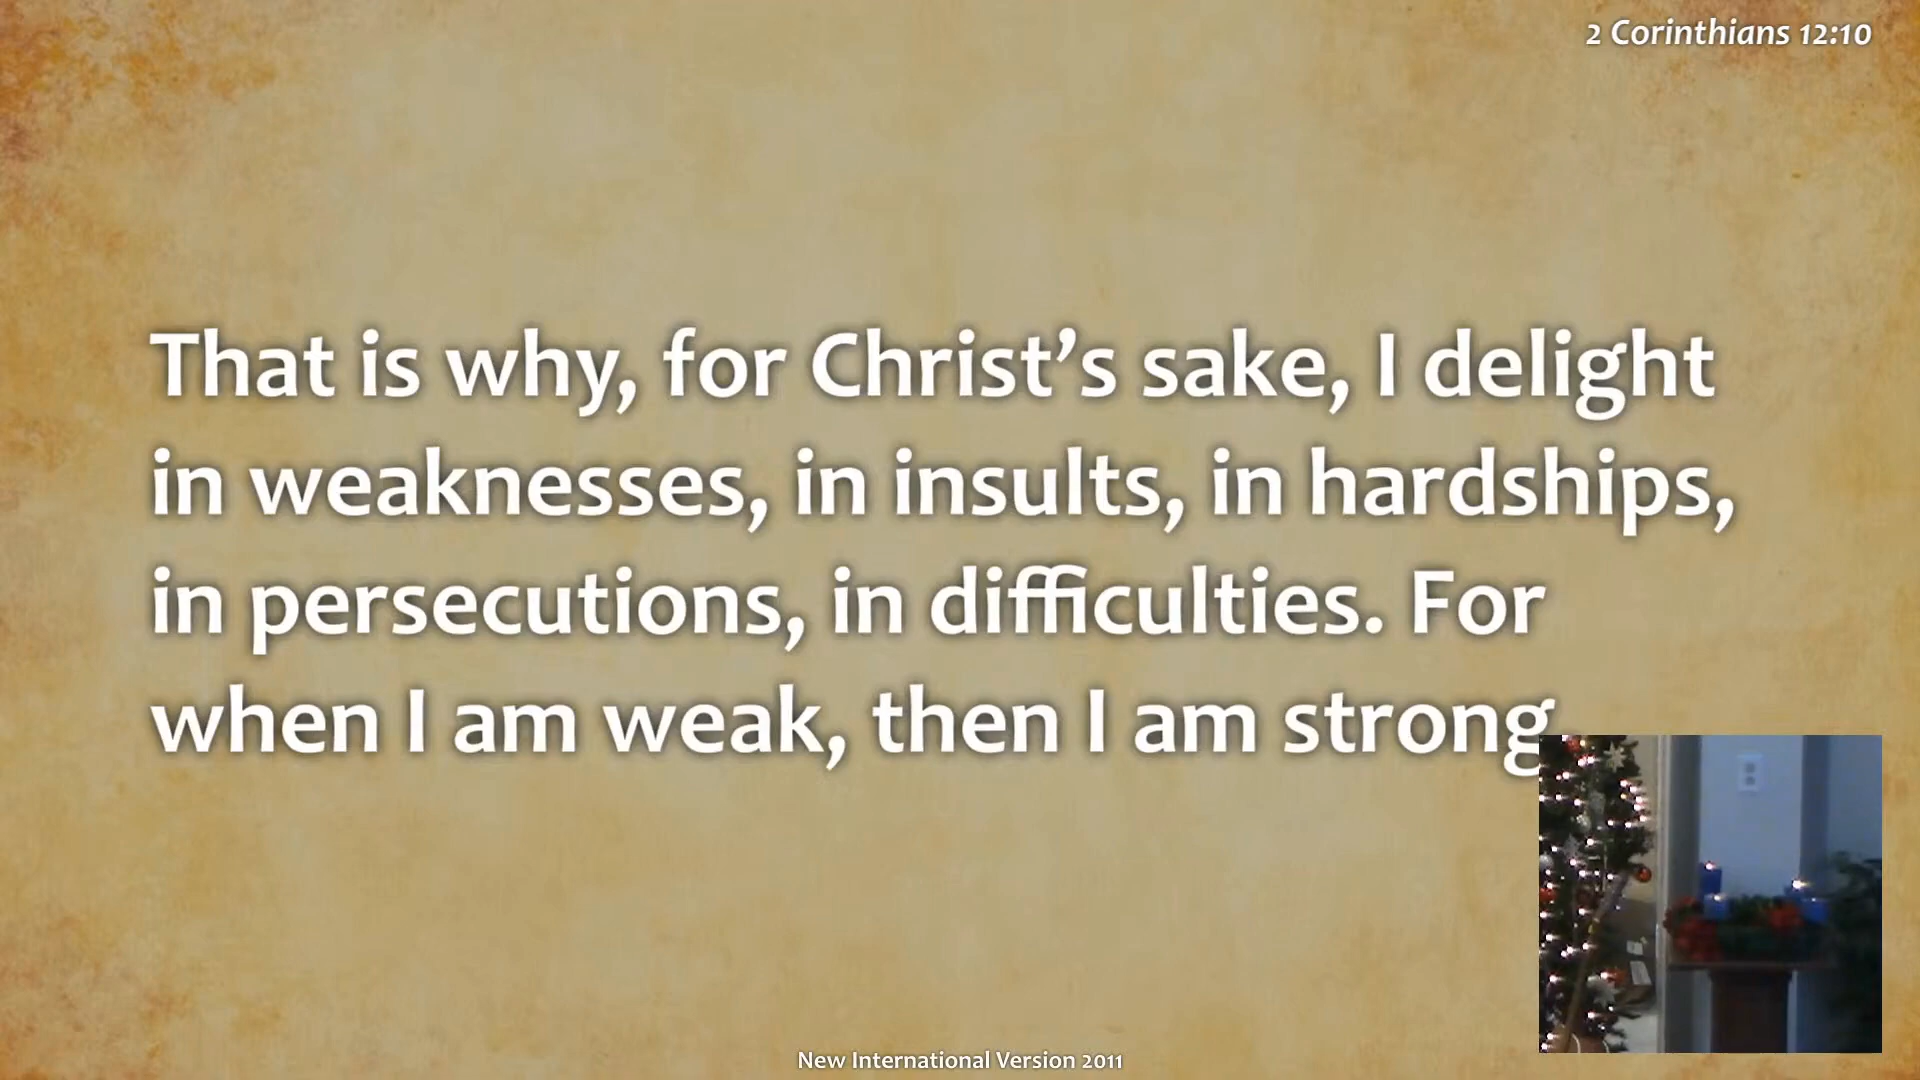 2 Corinthians 12:10
That is why, for Christ’s sake, I delight
in weaknesses, in insults, in hardships,
in persecutions, in difficulties. For
when I am weak, then I am strong
New International Version 2011